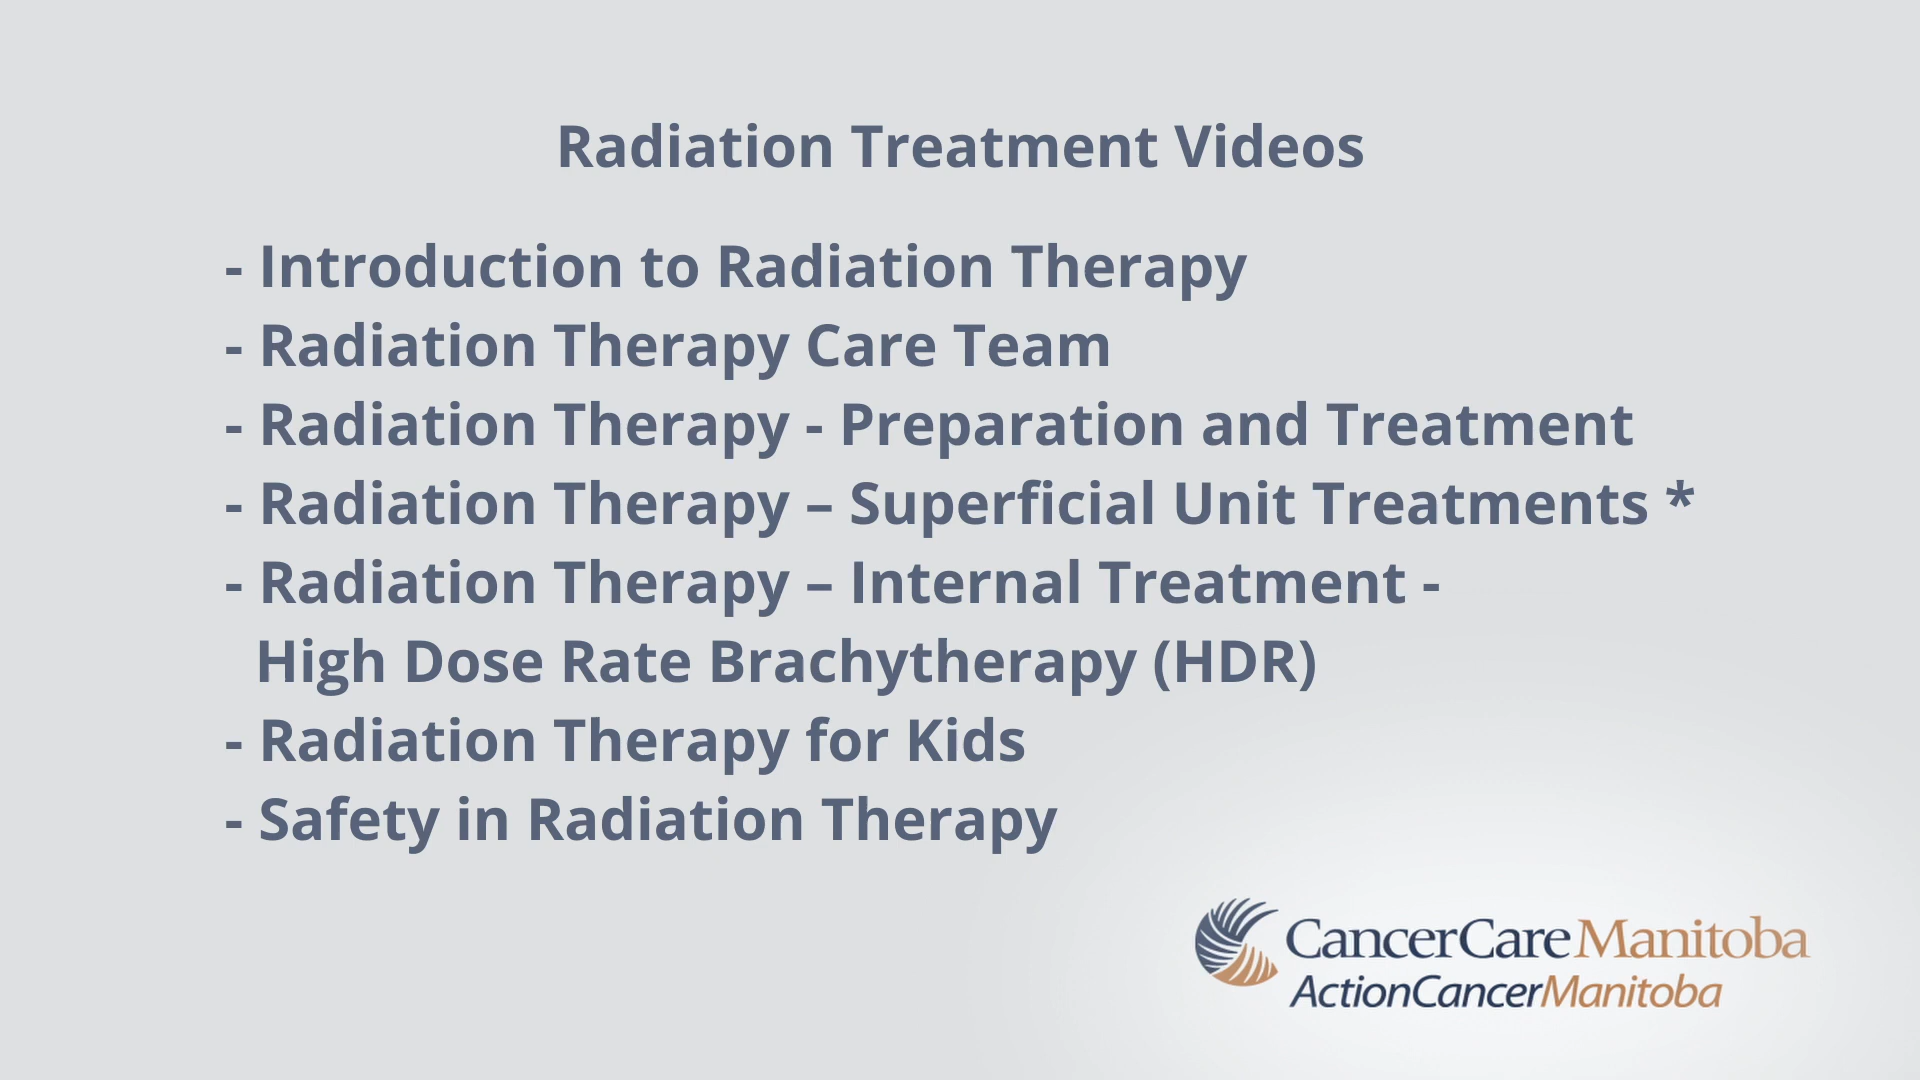 Radiation Treatment Videos
- Introduction to Radiation Therapy
- Radiation Therapy Care Team
- Radiation Therapy - Preparation and Treatment
- Radiation Therapy – Superficial Unit Treatments *
- Radiation Therapy – Internal Treatment -
High Dose Rate Brachytherapy (HDR)
- Radiation Therapy for Kids
- Safety in Radiation Therapy
CancerCare Manitoba
ActionCancerManitoba